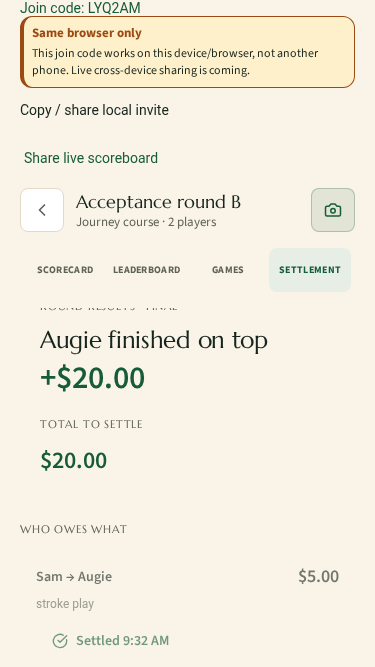 Join code: LYQ2AM
Same browser only
This join code works on this device/browser, not another
phone. Live cross-device sharing is coming.
Copy / share local invite
Share live scoreboard
Acceptance round B
Journey course · 2 players
SCORECARD
LEADERBOARD
GAMES
SETTLEMENT
ROUND RESULTS · FINAL
Augie finished on top
+$20.00
TOTAL TO SETTLE
$20.00
WHO OWES WHAT
Sam → Augie
$5.00
stroke play
Settled 9:32 AM